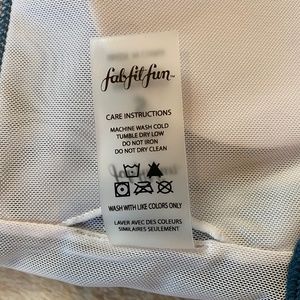 fabfitfun™
CARE INSTRUCTIONS
MACHINE WASH COLD
TUMBLE DRY LOW
DO NOT IRON
DO NOT DRY CLEAN
WASH WITH LIKE COLORS ONLY
LAVER AVEC DES COULEURS
SIMILAIRES SEULEMENT